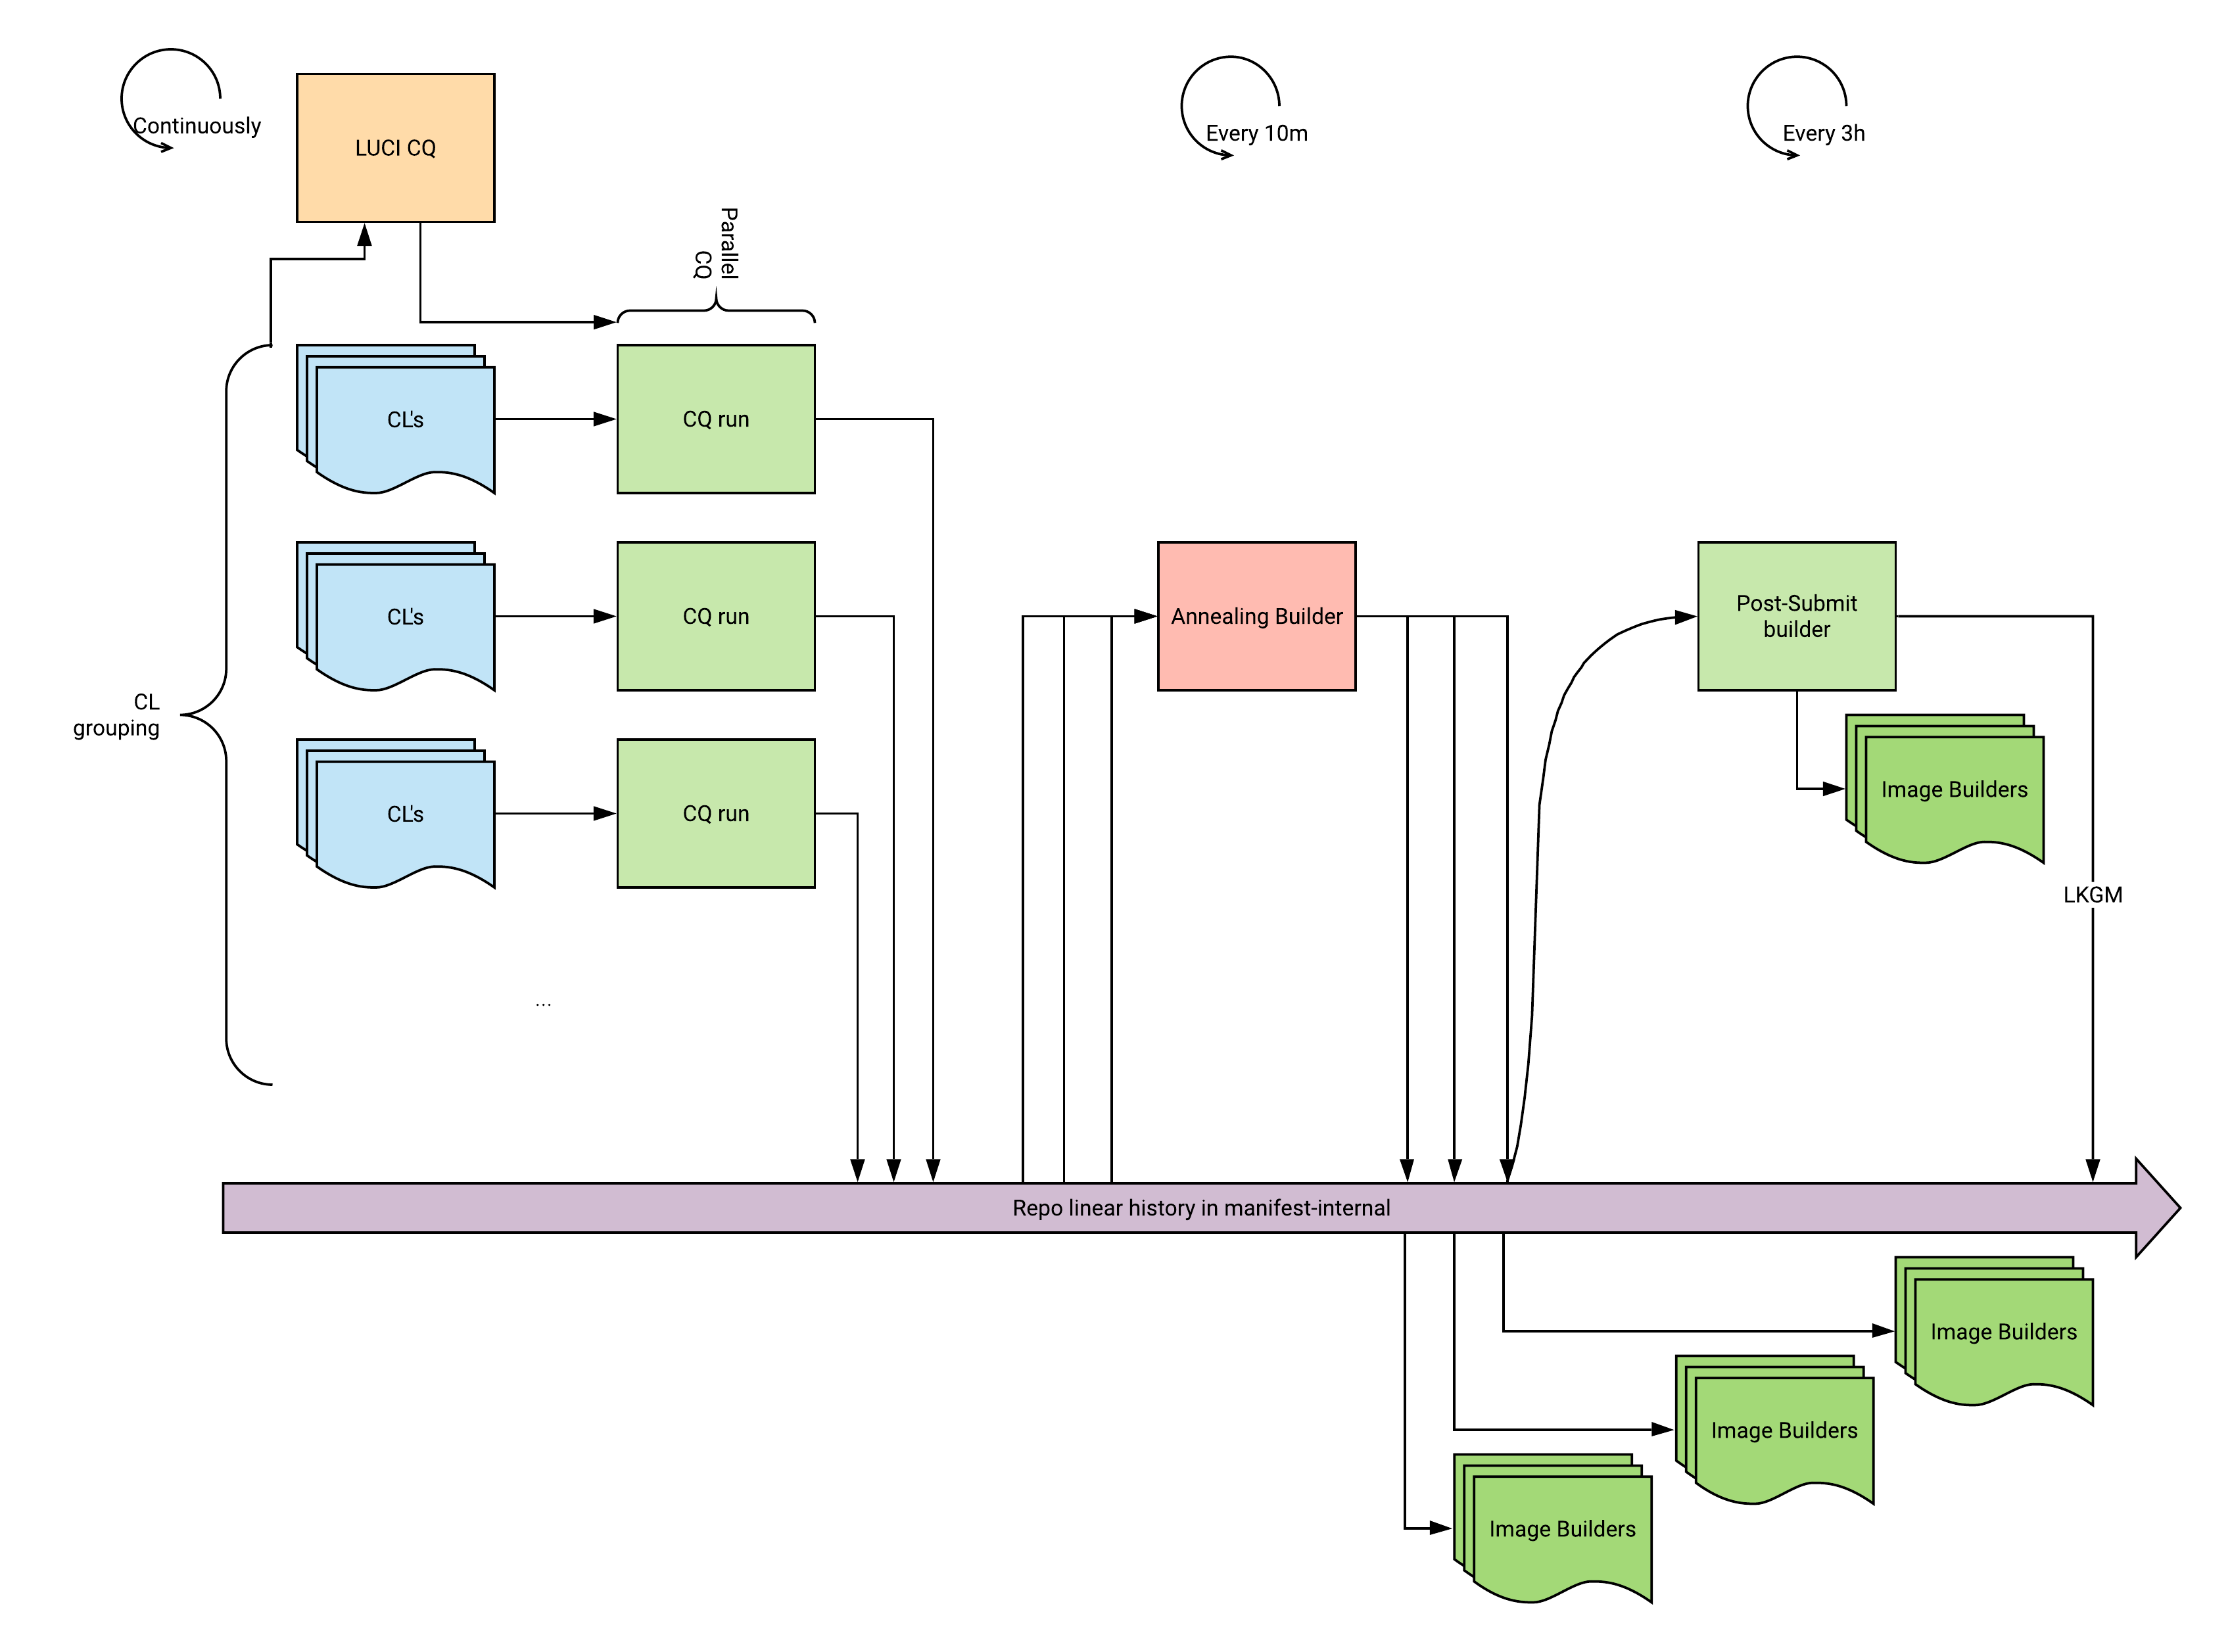 Continuously
LUCI CQ
Every 10m
Every 3h
Parallel
CQ
CL's
CQ run
CL's
CQ run
Annealing Builder
Post-Submit
builder
CL
grouping
Image Builders
CL's
CQ run
LKGM
...
Repo linear history in manifest-internal
Image Builders
Image Builders
Image Builders